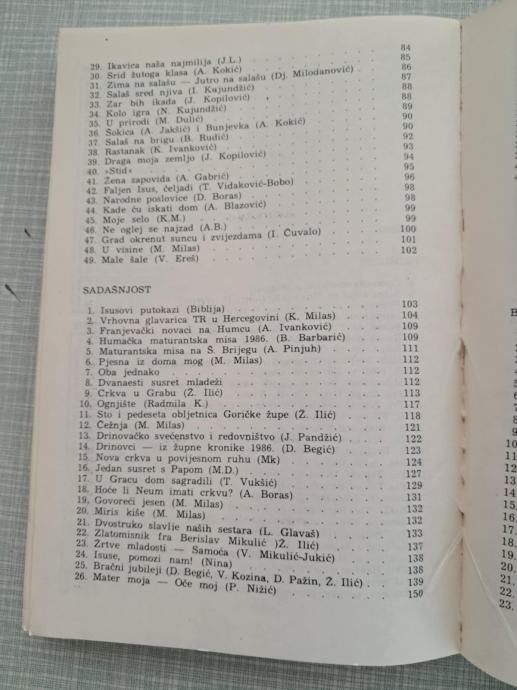 29. Ikavica naša najmilija (J.L.) 84
30. Srid žutoga klasa (A. Kokić) 85
31. Zima na salašu — Jutro na salašu (Dj. Milodanović) 86
32. Salaš sred njiva (I. Kujundžić) 87
33. Zar bih ikada (J. Kopilović) 88
34. Kolo igra (N. Kujundžić) 88
35. U prirodi (M. Dulić) 89
36. Šokica (A. Jakšić) i Bunjevka (A. Kokić) 90
37. Salaš na brigu (B. Rudić) 90
38. Rastanak (K. Ivanković) 92
39. Draga moja zemljo (J. Kopilović) 93
40. »Stid« 94
41. Žena zapovida (A. Gabrić) 95
42. Faljen Isus, čeljadi (T. Vidaković-Bobo) 96
43. Narodne poslovice (D. Boras) 98
44. Kade ću iskati dom (A. Blazović) 98
45. Moje selo (K.M.) 99
46. Ne oglej se najzad (A.B.) 99
47. Grad okrenut suncu i zvijezdama (I. Čuvalo) 100
48. U visine (M. Milas) 101
49. Male šale (V. Ereš) 102
SADAŠNJOST
1. Isusovi putokazi (Biblija) 103
2. Vrhovna glavarica TR u Hercegovini (K. Milas) 104
3. Franjevački novaci na Humcu (A. Ivanković) 109
4. Humačka maturantska misa 1986. (B. Barbarić) 109
5. Maturantska misa na Š. Brijegu (A. Pinjuh) 111
6. Pjesna iz doma mog (M. Milas) 112
7. Oba jednako 112
8. Dvanaesti susret mladeži 112
9. Crkva u Grabu (Ž. Ilić) 113
10. Ognjište (Radmila K.) 117
11. Sto i pedeseta obljetnica Goričke župe (Ž. Ilić) 118
12. Čežnja (M. Milas) 121
13. Drinovačko svećenstvo i redovništvo (J. Pandžić) 122
14. Drinovci — iz župne kronike 1986. (D. Begić) 123
15. Nova crkva u povijesnom ruhu (Mk) 124
16. Jedan susret s Papom (M.D.) 127
17. U Gracu dom sagradili (T. Vukšić) 129
18. Hoće li Neum imati crkvu? (A. Boras) 131
19. Govoreći jesen (M. Milas) 132
20. Miris kiše (M. Milas) 132
21. Dvostruko slavlje naših sestara (L. Glavaš) 133
22. Zlatomisnik fra Berislav Mikulić )Ž. Ilić) 137
23. Žrtve mladosti — Samoća (V. Mikulić-Jukić) 138
24. Isuse, pomozi nam! (Nina) 138
25. Bračni jubileji (D. Begić, V. Kozina, D. Pažin, Ž. Ilić) 139
26. Mater moja — Oče moj (P. Nižić) 150